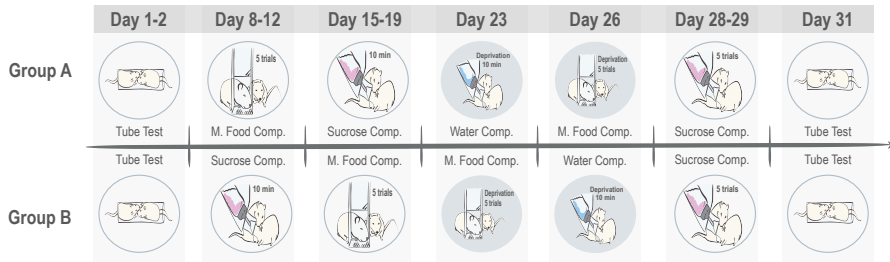 Day 1-2 Day 8-12 Day 15-19 Day 23 Day 26 Day 28-29 Day 31
Group A
5 trials
10 min
Deprivation
10 min
Deprivation
5 trials
5 trials
Tube Test M. Food Comp. Sucrose Comp. Water Comp. M. Food Comp. Sucrose Comp. Tube Test
Tube Test Sucrose Comp. M. Food Comp. M. Food Comp. Water Comp. Sucrose Comp. Tube Test
Group B
10 min
5 trials
Deprivation
5 trials
Deprivation
10 min
5 trials